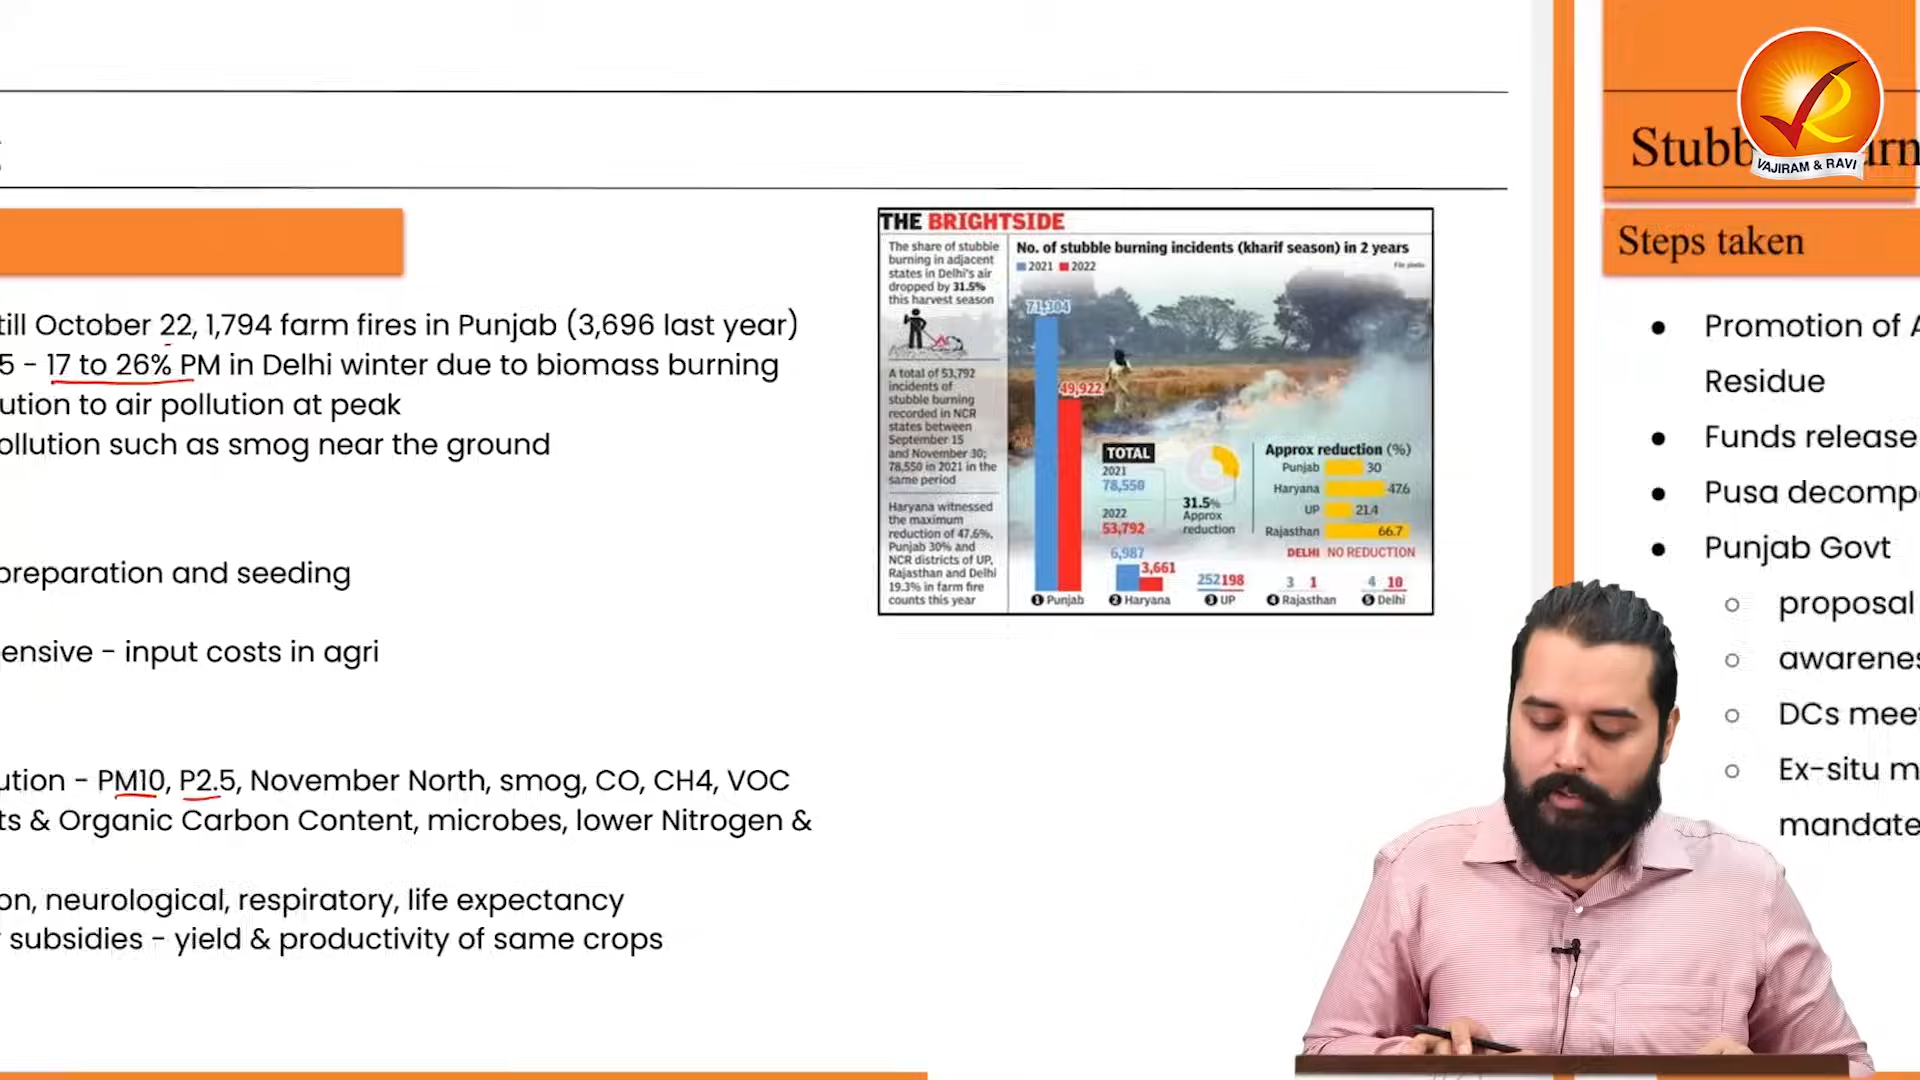 till October 22, 1,794 farm fires in Punjab (3,696 last year)
5 - 17 to 26% PM in Delhi winter due to biomass burning
ution to air pollution at peak
ollution such as smog near the ground
preparation and seeding
ensive - input costs in agri
ution - PM10, P2.5, November North, smog, CO, CH4, VOC
ts & Organic Carbon Content, microbes, lower Nitrogen &
on, neurological, respiratory, life expectancy
subsidies - yield & productivity of same crops
THE BRIGHTSIDE
The share of stubble
burning in adjacent
states in Delhi's air
dropped by 31.5%
this harvest season
A total of 53,792
incidents of
stubble burning
recorded in NCR
states between
September 15
and November 30;
78,550 in 2021 in the
same period
Haryana witnessed
the maximum
reduction of 47.6%,
Punjab 30% and
NCR districts of UP,
Rajasthan and Delhi
19.3% in farm fire
counts this year
No. of stubble burning incidents (kharif season) in 2 years
2021 2022
File photo
71,304
49,922
TOTAL
2021
78,550
2022
53,792
31.5%
Approx
reduction
Approx reduction (%)
Punjab 30
Haryana 47.6
UP 21.4
Rajasthan 66.7
DELHI NO REDUCTION
6,987
3,661
252 198
3 1
4 10
1 Punjab
2 Haryana
3 UP
4 Rajasthan
5 Delhi
VAJIRAM & RAVI
Stubb urn
Steps taken
● Promotion of A
Residue
● Funds release
● Pusa decomp
● Punjab Govt
○ proposal
○ awarenes
○ DCs meet
○ Ex-situ m
mandate